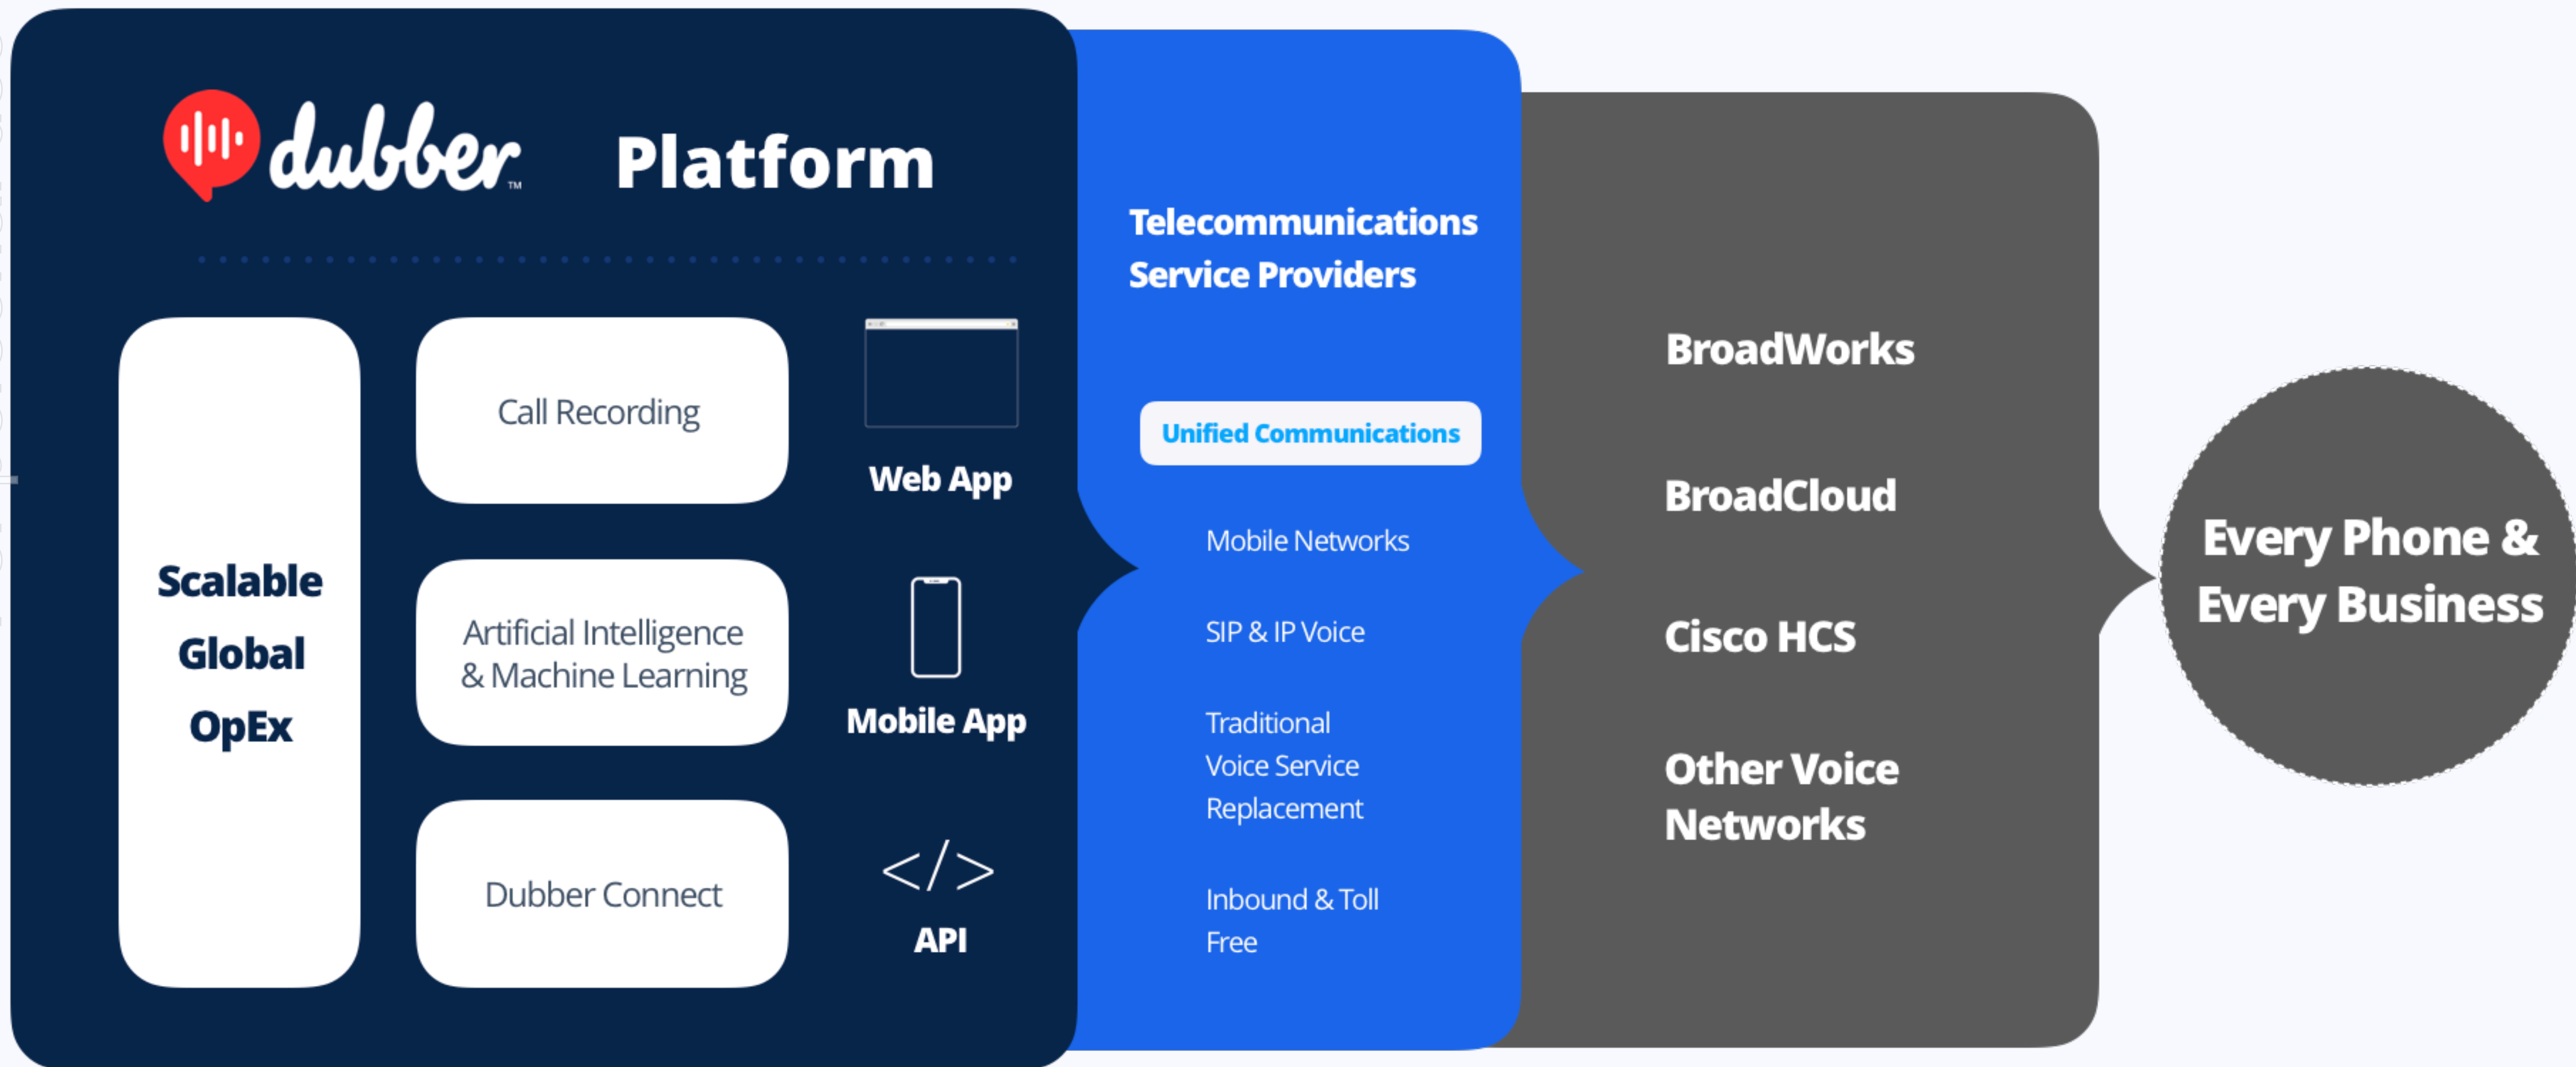 dubber™
Platform
Scalable
Global
OpEx
Call Recording
Artificial Intelligence
& Machine Learning
Dubber Connect
Web App
Mobile App
</>
API
Telecommunications
Service Providers
Unified Communications
Mobile Networks
SIP & IP Voice
Traditional
Voice Service
Replacement
Inbound & Toll
Free
BroadWorks
BroadCloud
Cisco HCS
Other Voice
Networks
Every Phone &
Every Business